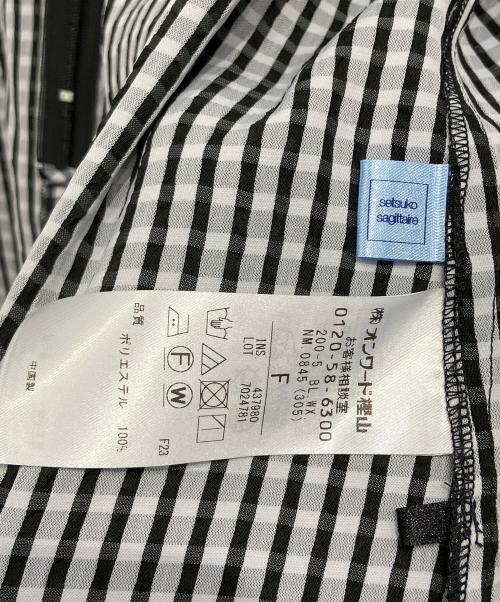 setsuko
sagittaire
(株)オンワード樫山
お客様相談室
0120-58-6300
200-5 BL,WX
NM 0845 (305)
F
INS 437980
LOT 7024781
F
W
品質
ポリエステル 100%
F23
中国製